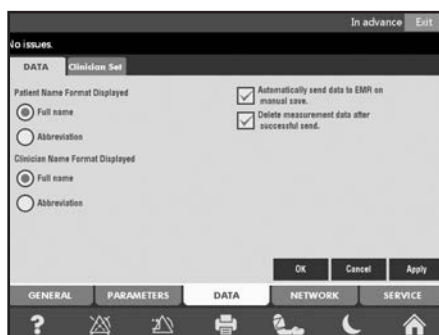 In advance Exit
No issues.
DATA Clinician Set
Patient Name Format Displayed
Full name
Abbreviation
Clinician Name Format Displayed
Full name
Abbreviation
Automatically send data to EMR on
manual save.
Delete measurement data after
successful send.
OK Cancel Apply
GENERAL PARAMETERS DATA NETWORK SERVICE
?